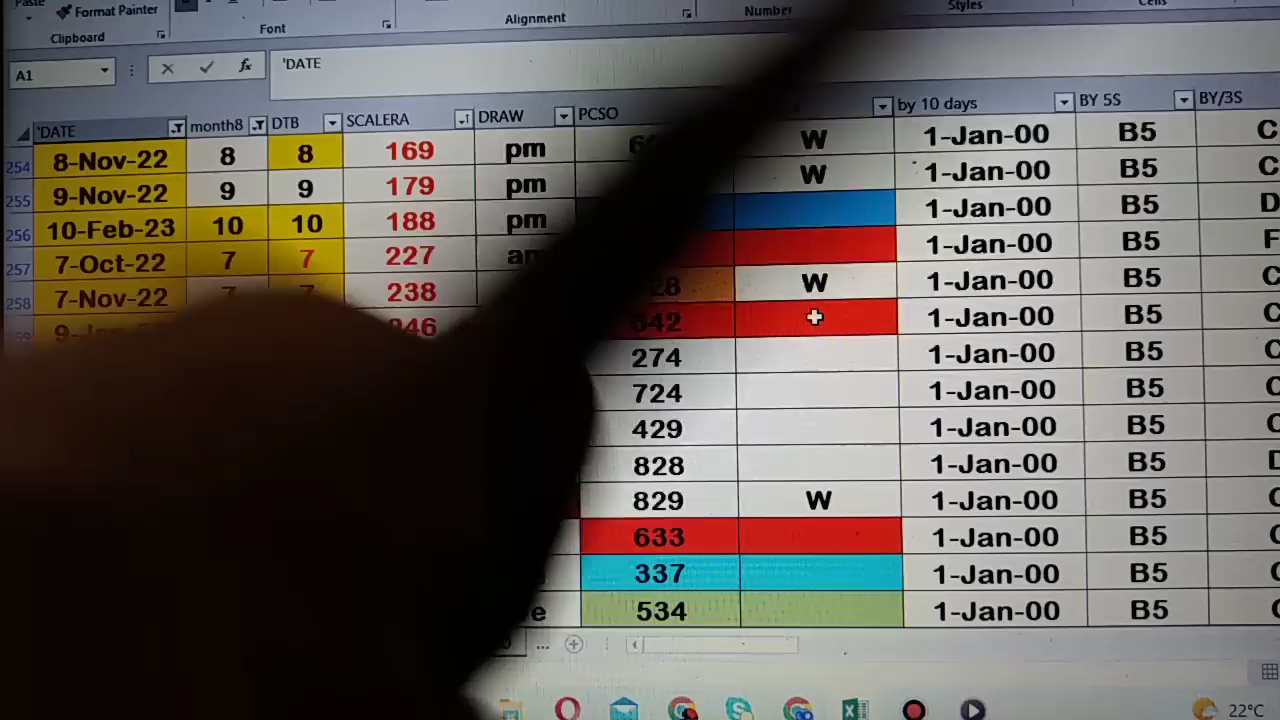 Paste
Format Painter
Clipboard
Font
Alignment
Number
Styles
Cells
A1
fx
'DATE
'DATE month8 DTB SCALERA DRAW PCSO by 10 days BY 5S BY/3S
254 8-Nov-22 8 8 169 pm W 1-Jan-00 B5 C
255 9-Nov-22 9 9 179 pm W 1-Jan-00 B5 C
256 10-Feb-23 10 10 188 pm 1-Jan-00 B5 D
257 7-Oct-22 7 7 227 am 1-Jan-00 B5 F
258 7-Nov-22 7 7 238 W 1-Jan-00 B5 C
642 1-Jan-00 B5 C
274 1-Jan-00 B5 C
724 1-Jan-00 B5 C
429 1-Jan-00 B5 C
828 1-Jan-00 B5 D
829 W 1-Jan-00 B5
633 1-Jan-00 B5
337 1-Jan-00 B5
534 1-Jan-00 B5
...
22°C